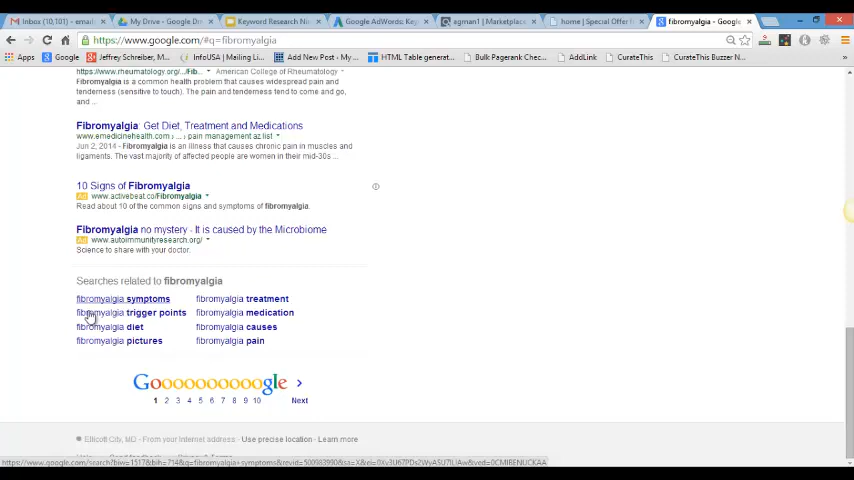 Inbox (10,101) - email
My Drive - Google Dr
Keyword Research Ni
Google AdWords: Key
agman1 | Marketplace
home | Special Offer f
fibromyalgia - Google
https://www.google.com/#q=fibromyalgia
Apps
Google
Jeffrey Schreiber, M...
InfoUSA | Mailing Li...
Add New Post - My...
HTML Table generat...
Bulk Pagerank Chec...
AddLink
CurateThis
CurateThis Buzzer N...
https://www.rheumatology.org/.../Fib... American College of Rheumatology
Fibromyalgia is a common health problem that causes widespread pain and
tenderness (sensitive to touch). The pain and tenderness tend to come and go,
and ...
Fibromyalgia: Get Diet, Treatment and Medications
www.emedicinehealth.com › ... › pain management az list
Jun 2, 2014 - Fibromyalgia is an illness that causes chronic pain in muscles and
ligaments. The vast majority of affected people are women in their mid-30s ...
10 Signs of Fibromyalgia
Ad www.activebeat.co/Fibromyalgia
Read about 10 of the common signs and symptoms of fibromyalgia.
Fibromyalgia no mystery - It is caused by the Microbiome
Ad www.autoimmunityresearch.org/
Science to share with your doctor.
Searches related to fibromyalgia
fibromyalgia symptoms fibromyalgia treatment
fibromyalgia trigger points fibromyalgia medication
fibromyalgia diet fibromyalgia causes
fibromyalgia pictures fibromyalgia pain
Goooooooooogle >
1 2 3 4 5 6 7 8 9 10 Next
Ellicott City, MD - From your Internet address - Use precise location - Learn more